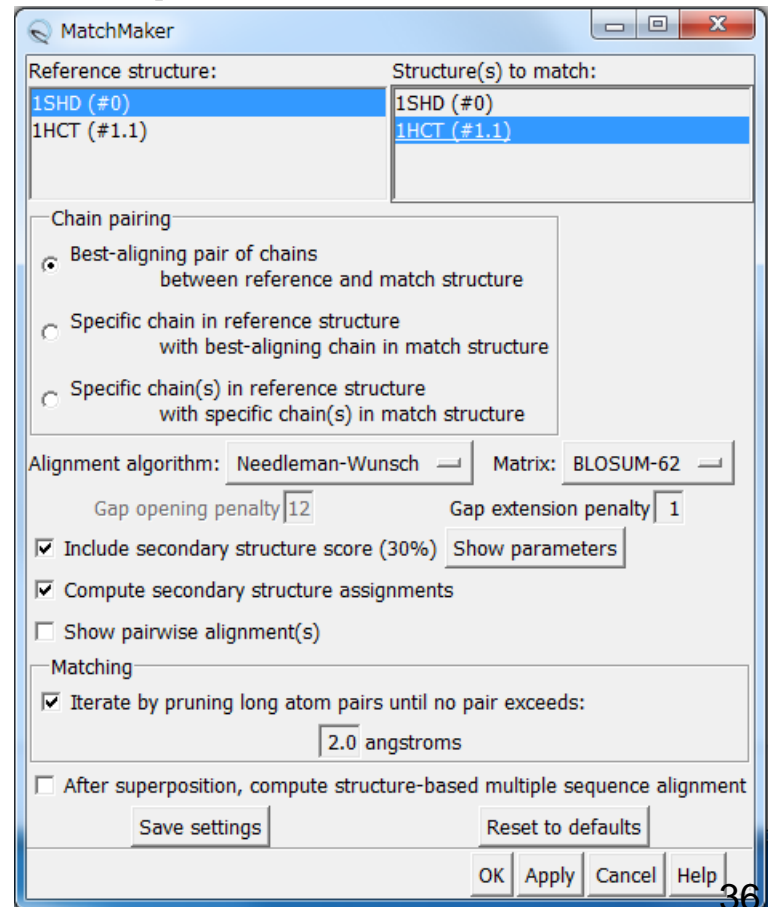 MatchMaker
Reference structure:
Structure(s) to match:
1SHD (#0)
1HCT (#1.1)
1SHD (#0)
1HCT (#1.1)
Chain pairing
Best-aligning pair of chains
between reference and match structure
Specific chain in reference structure
with best-aligning chain in match structure
Specific chain(s) in reference structure
with specific chain(s) in match structure
Alignment algorithm: Needleman-Wunsch Matrix: BLOSUM-62
Gap opening penalty 12 Gap extension penalty 1
Include secondary structure score (30%) Show parameters
Compute secondary structure assignments
Show pairwise alignment(s)
Matching
Iterate by pruning long atom pairs until no pair exceeds:
2.0 angstroms
After superposition, compute structure-based multiple sequence alignment
Save settings Reset to defaults
OK Apply Cancel Help
36